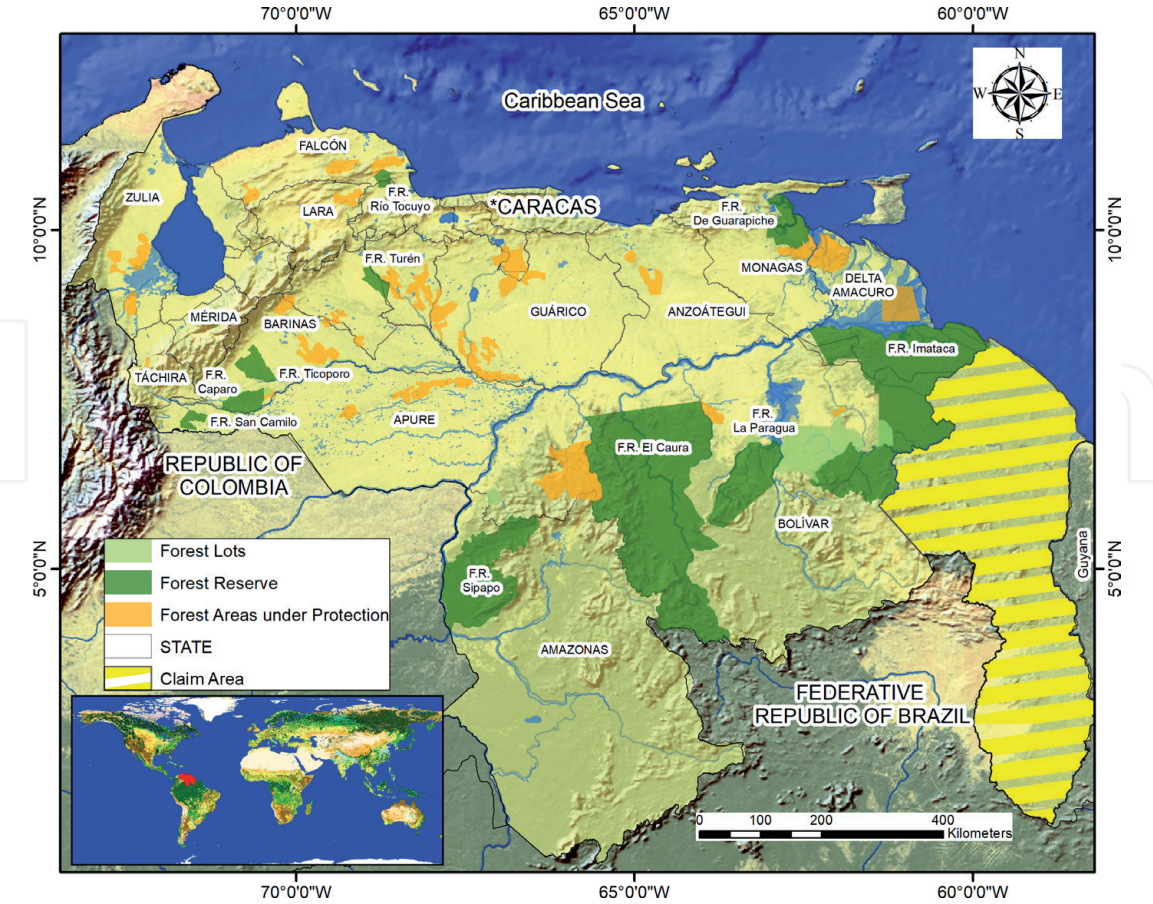 70°0'0"W
65°0'0"W
60°0'0"W
N
W
E
S
Caribbean Sea
FALCÓN
ZULIA
F.R.
Río Tocuyo
LARA
*CARACAS
F.R.
De Guarapiche
10°0'0"N
10°0'0"N
F.R. Turén
MONAGAS
DELTA
AMACURO
MÉRIDA
BARINAS
GUÁRICO
ANZOÁTEGUI
F.R. Imataca
TÁCHIRA
F.R.
Caparo
F.R. Ticoporo
F.R. San Camilo
APURE
F.R.
La Paragua
F.R. El Caura
REPUBLIC OF
COLOMBIA
BOLÍVAR
Guyana
5°0'0"N
5°0'0"N
F.R.
Sipapo
Forest Lots
Forest Reserve
Forest Areas under Protection
STATE
Claim Area
AMAZONAS
FEDERATIVE
REPUBLIC OF BRAZIL
0 100 200 400
Kilometers
70°0'0"W
65°0'0"W
60°0'0"W